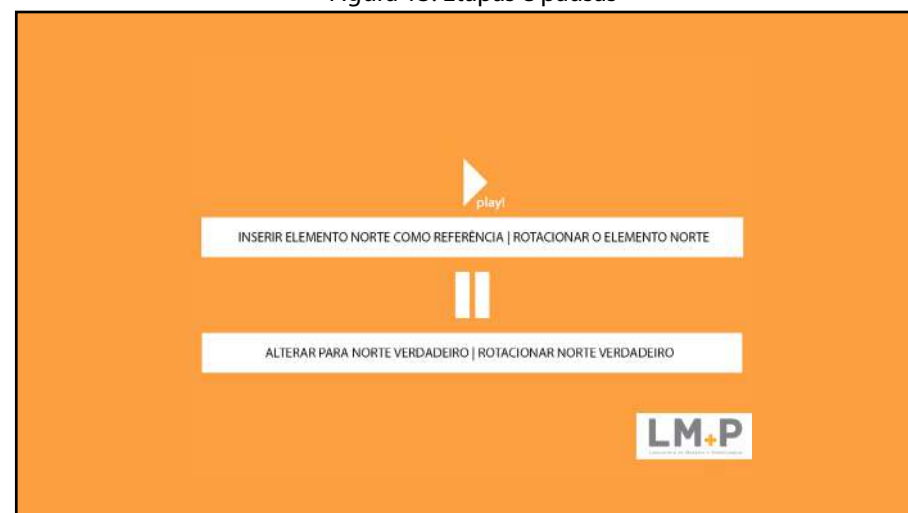 play!
INSERIR ELEMENTO NORTE COMO REFERÊNCIA | ROTACIONAR O ELEMENTO NORTE
ALTERAR PARA NORTE VERDADEIRO | ROTACIONAR NORTE VERDADEIRO
LM+P